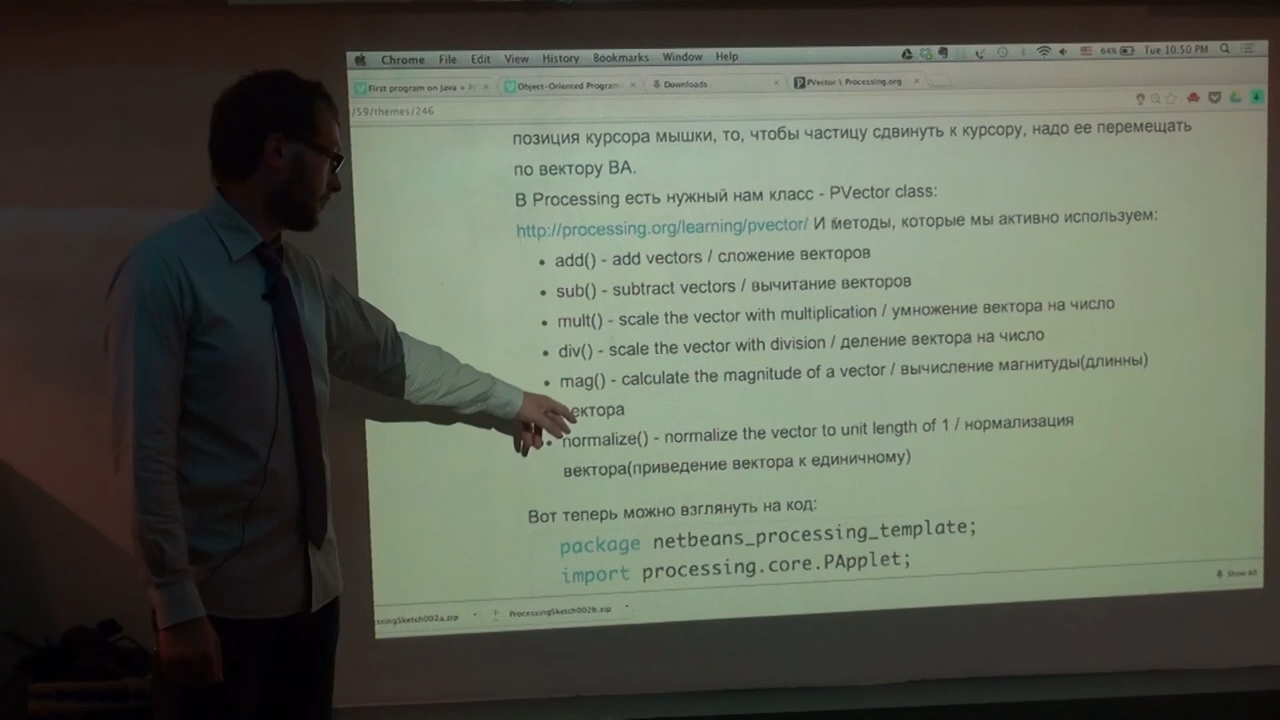 Chrome File Edit View History Bookmarks Window Help 64% Tue 10:50 PM
First program on Java + Object-Oriented Program Downloads PVector \ Processing.org
/59/themes/246
позиция курсора мышки, то, чтобы частицу сдвинуть к курсору, надо ее перемещать
по вектору BA.
В Processing есть нужный нам класс - PVector class:
http://processing.org/learning/pvector/ И методы, которые мы активно используем:
• add() - add vectors / сложение векторов
• sub() - subtract vectors / вычитание векторов
• mult() - scale the vector with multiplication / умножение вектора на число
• div() - scale the vector with division / деление вектора на число
• mag() - calculate the magnitude of a vector / вычисление магнитуды(длинны)
ектора
• normalize() - normalize the vector to unit length of 1 / нормализация
вектора(приведение вектора к единичному)
Вот теперь можно взглянуть на код:
package netbeans_processing_template;
import processing.core.PApplet;
Show All
ssingSketch002a.zip ProcessingSketch002b.zip